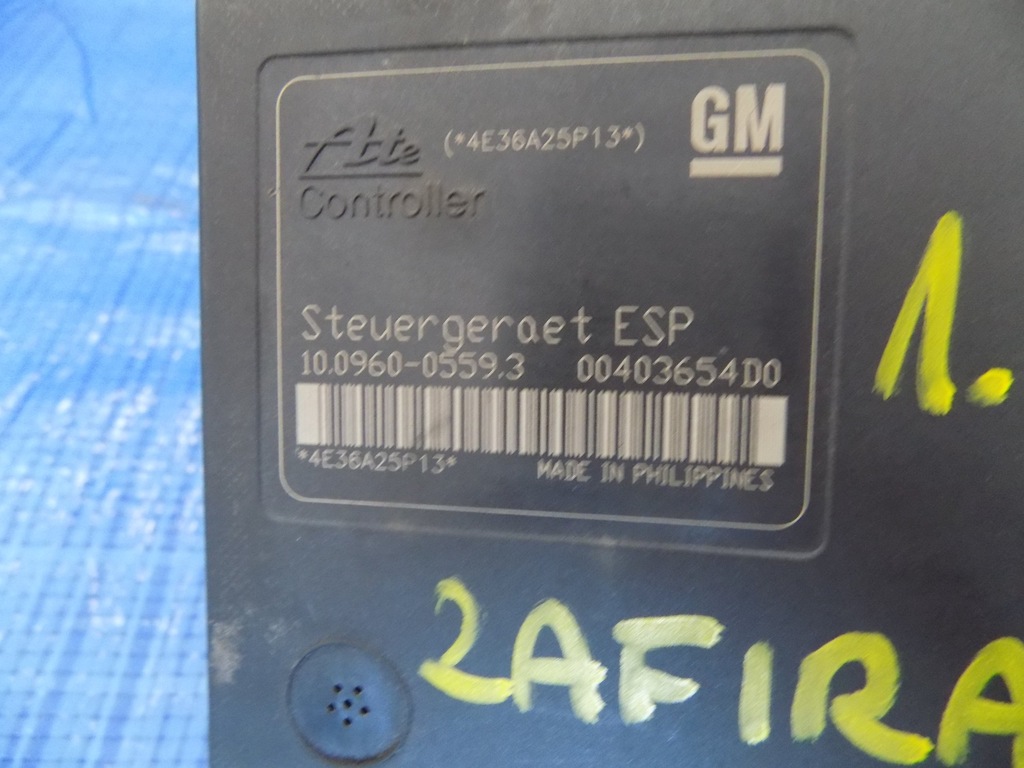 Ate (*4E36A25P13*) GM
Controller
Steuergeraet ESP
10.0960-0559.3 00403654D0
*4E36A25P13* MADE IN PHILIPPINES
1.
ZAFIRA